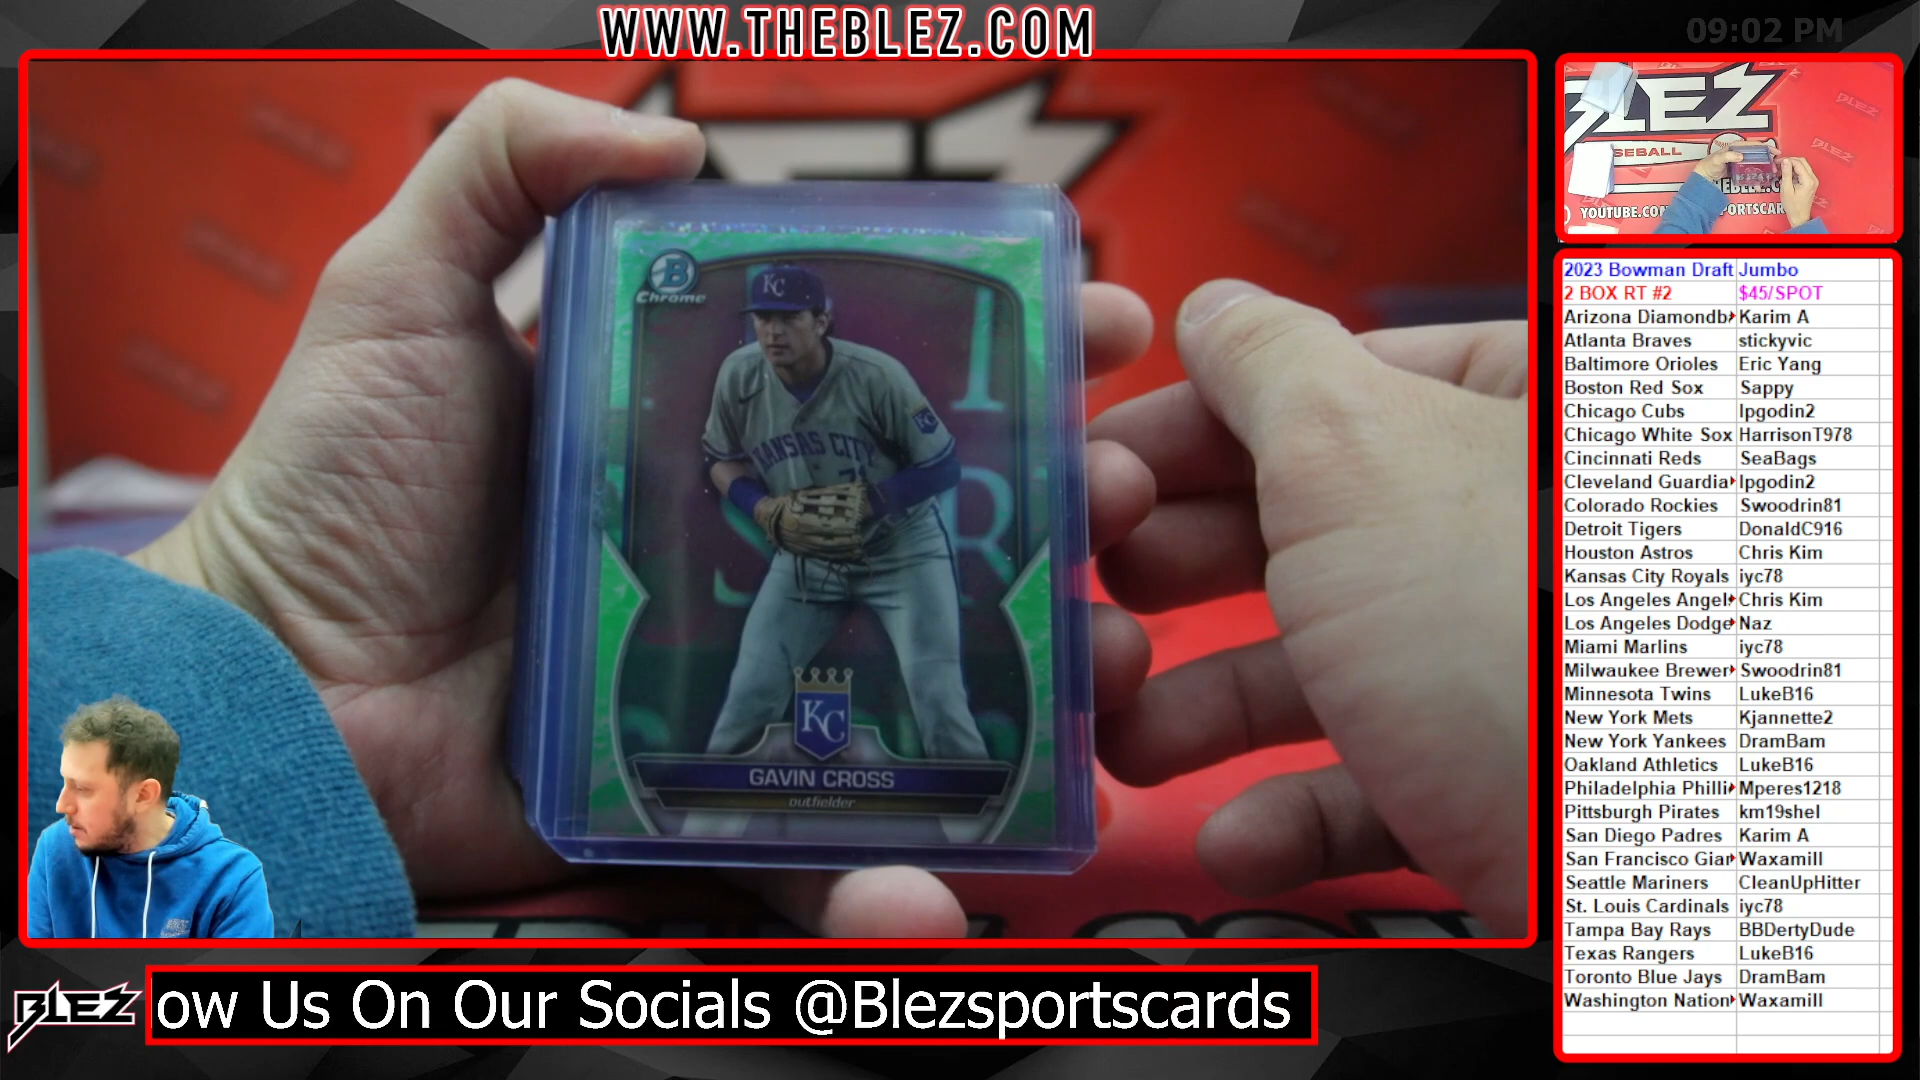 WWW.THEBLEZ.COM
09:02 PM
BLEZ
SEBALL
YOUTUBE.CO
PORTSCAR
B
Chrome
KC
KANSAS CITY
KC
KC
GAVIN CROSS
outfielder
2023 Bowman Draft Jumbo
2 BOX RT #2 $45/SPOT
Arizona Diamondb Karim A
Atlanta Braves stickyvic
Baltimore Orioles Eric Yang
Boston Red Sox Sappy
Chicago Cubs lpgodin2
Chicago White Sox HarrisonT978
Cincinnati Reds SeaBags
Cleveland Guardia lpgodin2
Colorado Rockies Swoodrin81
Detroit Tigers DonaldC916
Houston Astros Chris Kim
Kansas City Royals iyc78
Los Angeles Angel Chris Kim
Los Angeles Dodge Naz
Miami Marlins iyc78
Milwaukee Brewer Swoodrin81
Minnesota Twins LukeB16
New York Mets Kjannette2
New York Yankees DramBam
Oakland Athletics LukeB16
Philadelphia Philli Mperes1218
Pittsburgh Pirates km19shel
San Diego Padres Karim A
San Francisco Gian Waxamill
Seattle Mariners CleanUpHitter
St. Louis Cardinals iyc78
Tampa Bay Rays BBDertyDude
Texas Rangers LukeB16
Toronto Blue Jays DramBam
Washington Nation Waxamill
BLEZ
ow Us On Our Socials @Blezsportscards